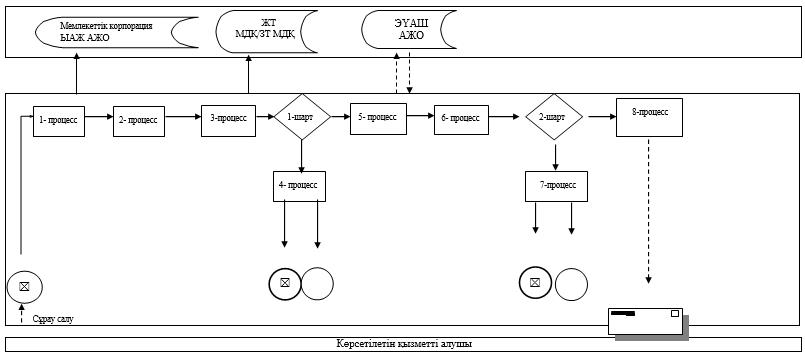 Мемлекеттік корпорация
ЫАЖ АЖО
ЖТ
МДҚ/ЗТ МДҚ
ЭҮАШ
АЖО
1- процесс
2- процесс
3-процесс
1-шарт
5- процесс
6- процесс
2-шарт
8-процесс
4- процесс
7-процесс
Сұрау салу
Көрсетілетін қызметті алушы